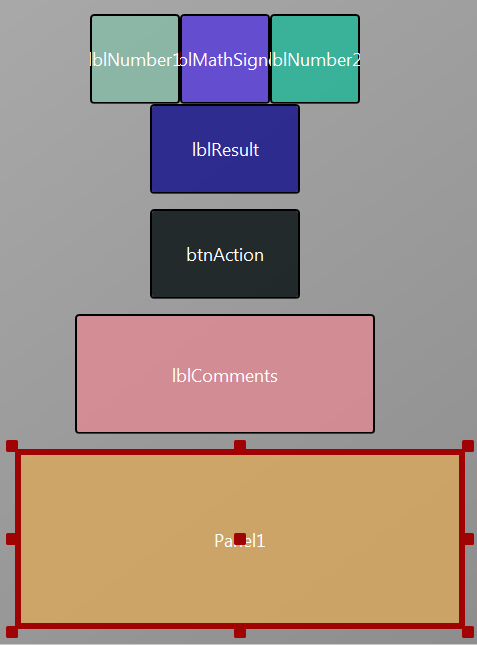 lblNumber1
blMathSign
lblNumber2
lblResult
btnAction
lblComments
Panel1